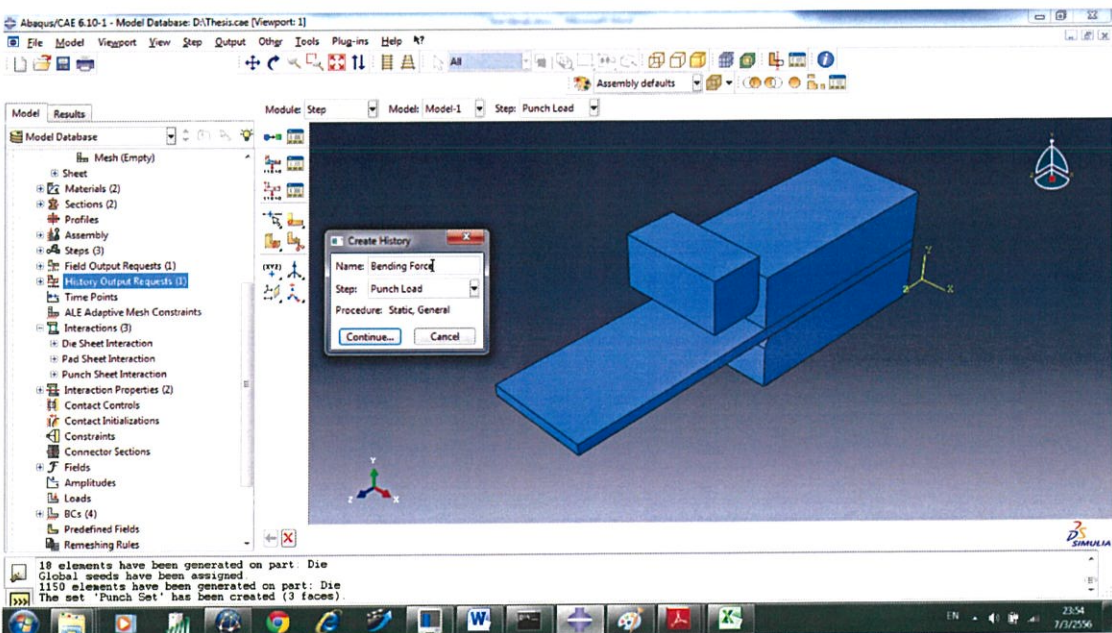 Abaqus/CAE 6.10-1 - Model Database: D:\Thesis.cae [Viewport: 1]
File Model Viewport View Step Output Other Tools Plug-ins Help
All
Assembly defaults
Model Results
Module: Step Model: Model-1 Step: Punch Load
Model Database
Mesh (Empty)
Sheet
Materials (2)
Sections (2)
Profiles
Assembly
Steps (3)
Field Output Requests (1)
History Output Requests (1)
Time Points
ALE Adaptive Mesh Constraints
Interactions (3)
Die Sheet Interaction
Pad Sheet Interaction
Punch Sheet Interaction
Interaction Properties (2)
Contact Controls
Contact Initializations
Constraints
Connector Sections
Fields
Amplitudes
Loads
BCs (4)
Predefined Fields
Remeshing Rules
Create History
Name: Bending Force
Step: Punch Load
Procedure: Static, General
Continue... Cancel
Y
Z X
Y
Z X
SIMULIA
18 elements have been generated on part: Die
Global seeds have been assigned.
1150 elements have been generated on part: Die
The set 'Punch Set' has been created (3 faces).
EN
23:54
7/3/2556